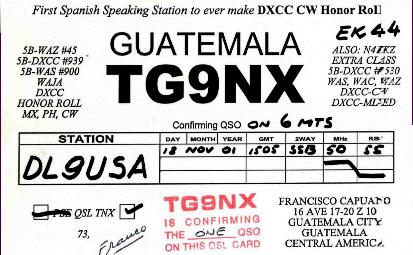 First Spanish Speaking Station to ever make DXCC CW Honor Roll
EK44
5B-WAZ #45
5B-DXCC #939
5B-WAS #900
WAJA
DXCC
HONOR ROLL
MX, PH, CW
GUATEMALA
TG9NX
ALSO: N4KKZ
EXTRA CLASS
5B-DXCC # 530
WAS, WAC, WAZ
DXCC-CW
DXCC-MIXED
Confirming QSO ON 6 MTS
STATION DAY MONTH YEAR GMT 2WAY MHz RST
DL9USA 18 NOV 01 1505 SSB 50 55
PSE QSL TNX
73, Franco
TG9NX
IS CONFIRMING
THE ONE QSO
ON THIS QSL CARD
FRANCISCO CAPUANO
16 AVE 17-20 Z 10
GUATEMALA CITY
GUATEMALA
CENTRAL AMERICA